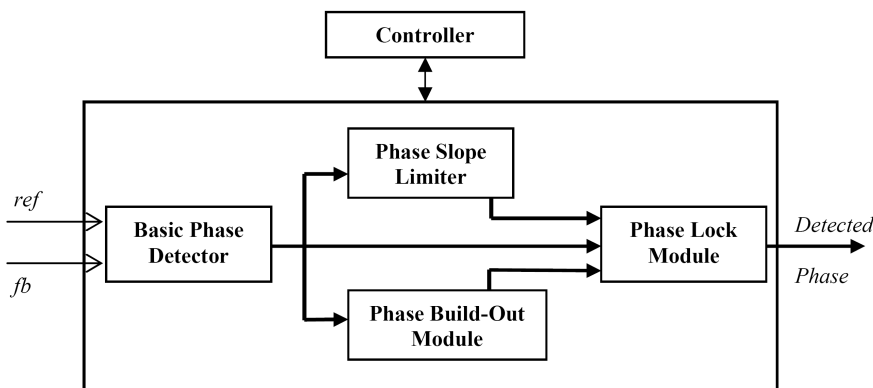 Controller
Phase Slope
Limiter
ref
Basic Phase
Detector
fb
Phase Lock
Module
Detected
Phase
Phase Build-Out
Module